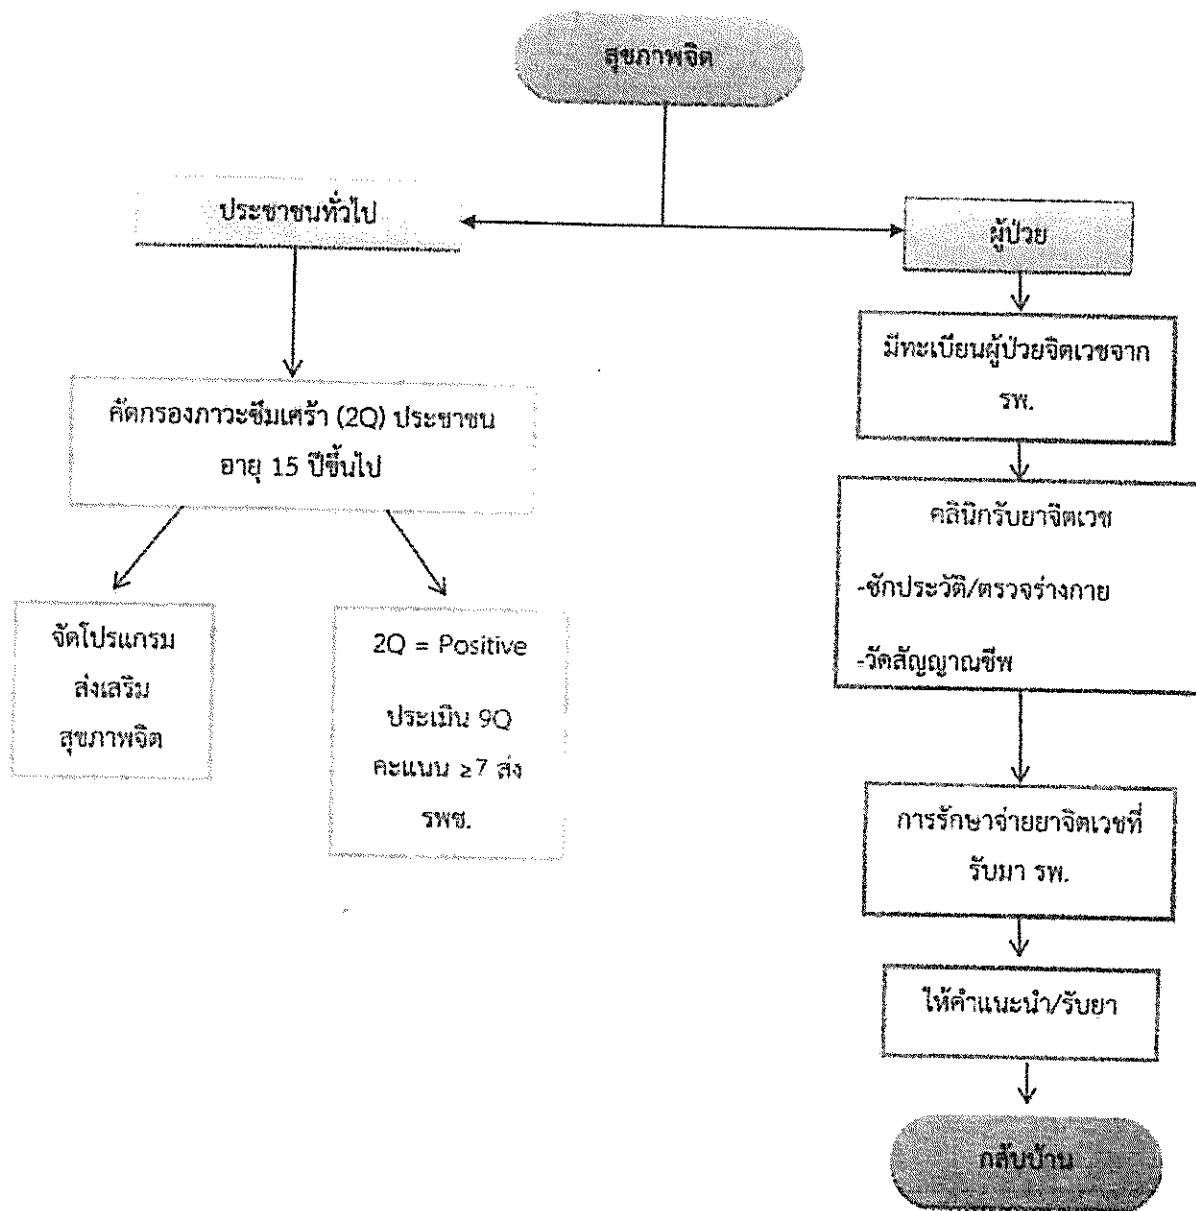 สุขภาพจิต
ประชาชนทั่วไป
คัดกรองภาวะซึมเศร้า (2Q) ประชาชน
อายุ 15 ปีขึ้นไป
จัดโปรแกรม
ส่งเสริม
สุขภาพจิต
2Q = Positive
ประเมิน 9Q
คะแนน ≥7 ส่ง
รพช.
ผู้ป่วย
มีทะเบียนผู้ป่วยจิตเวชจาก
รพ.
คลินิกรับยาจิตเวช
-ซักประวัติ/ตรวจร่างกาย
-วัดสัญญาณชีพ
การรักษาจ่ายยาจิตเวชที่
รับมา รพ.
ให้คำแนะนำ/รับยา
กลับบ้าน